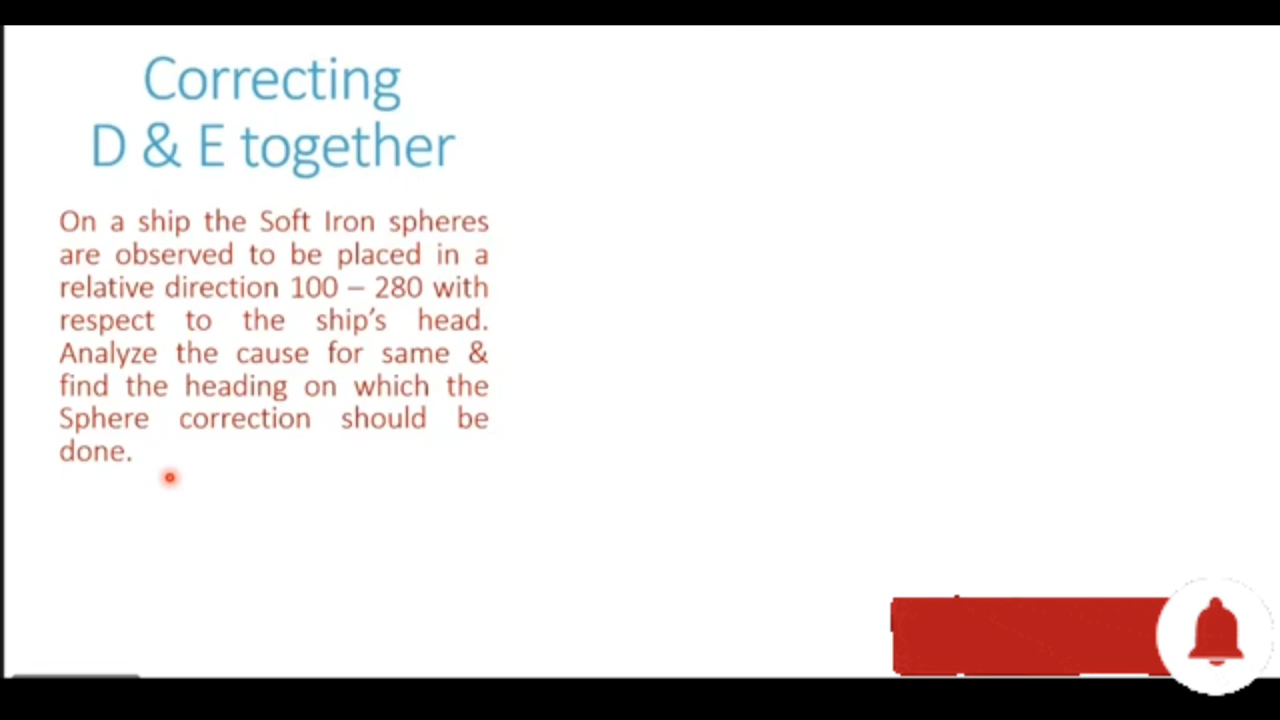 Correcting
D & E together
On a ship the Soft Iron spheres
are observed to be placed in a
relative direction 100 – 280 with
respect to the ship's head.
Analyze the cause for same &
find the heading on which the
Sphere correction should be
done.